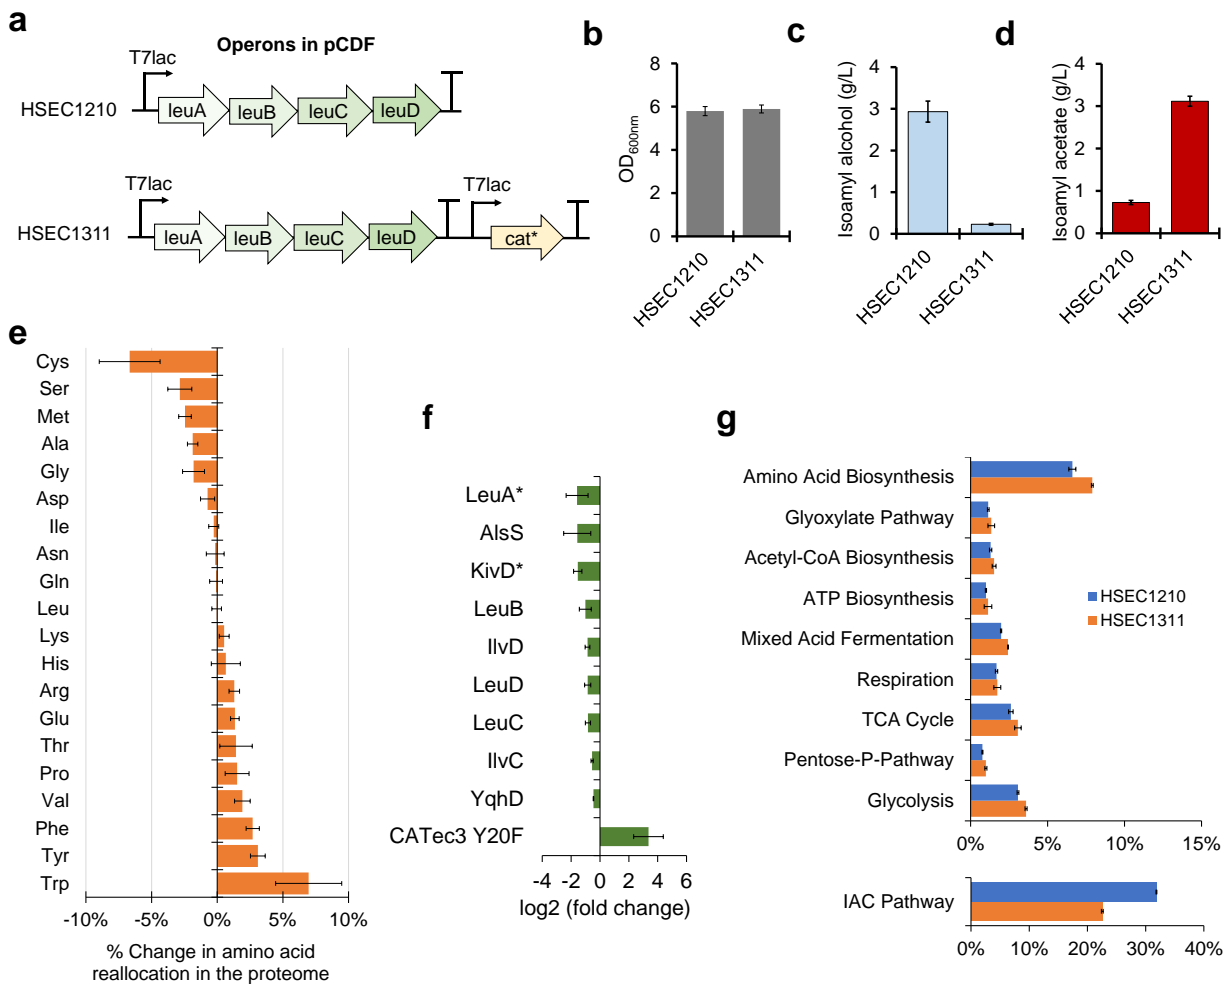 a
Operons in pCDF
T7lac
HSEC1210
leuA
leuB
leuC
leuD
T7lac
T7lac
HSEC1311
leuA
leuB
leuC
leuD
cat*
b
OD600nm
8
6
4
2
0
HSEC1210
HSEC1311
c
Isoamyl alcohol (g/L)
4
3
2
1
0
HSEC1210
HSEC1311
d
Isoamyl acetate (g/L)
4
3
2
1
0
HSEC1210
HSEC1311
e
Cys
Ser
Met
Ala
Gly
Asp
Ile
Asn
Gln
Leu
Lys
His
Arg
Glu
Thr
Pro
Val
Phe
Tyr
Trp
-10%
-5%
0%
5%
10%
% Change in amino acid
reallocation in the proteome
f
LeuA*
AlsS
KivD*
LeuB
IlvD
LeuD
LeuC
IlvC
YqhD
CATec3 Y20F
-4
-2
0
2
4
6
log2 (fold change)
g
Amino Acid Biosynthesis
Glyoxylate Pathway
Acetyl-CoA Biosynthesis
ATP Biosynthesis
Mixed Acid Fermentation
Respiration
TCA Cycle
Pentose-P-Pathway
Glycolysis
0%
5%
10%
15%
HSEC1210
HSEC1311
IAC Pathway
0%
10%
20%
30%
40%